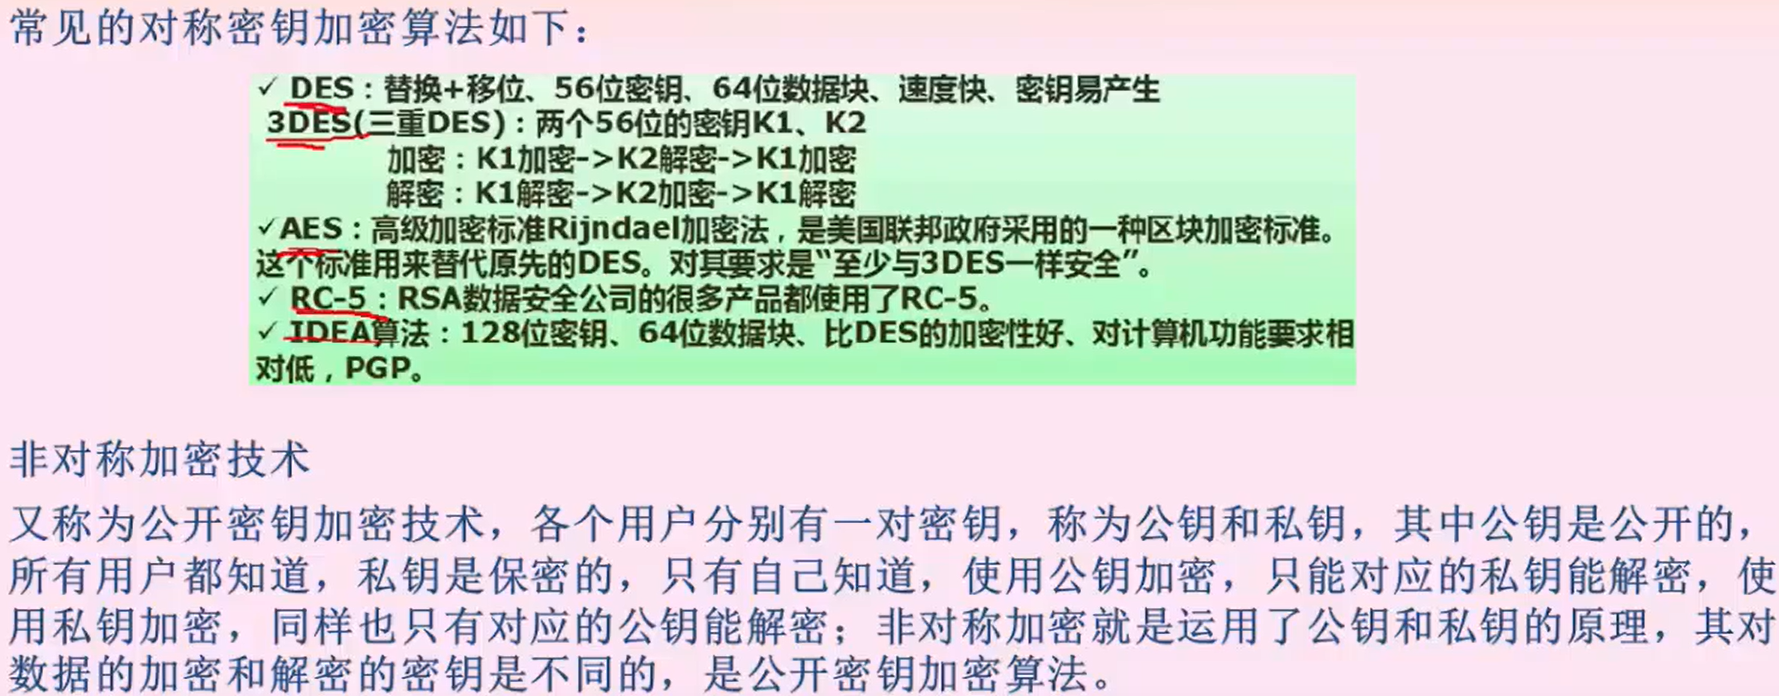 常见的对称密钥加密算法如下：
✓ DES：替换+移位、56位密钥、64位数据块、速度快、密钥易产生
3DES(三重DES)：两个56位的密钥K1、K2
加密：K1加密->K2解密->K1加密
解密：K1解密->K2加密->K1解密
✓AES：高级加密标准Rijndael加密法，是美国联邦政府采用的一种区块加密标准。
这个标准用来替代原先的DES。对其要求是“至少与3DES一样安全”。
✓ RC-5：RSA数据安全公司的很多产品都使用了RC-5。
✓ IDEA算法：128位密钥、64位数据块、比DES的加密性好、对计算机功能要求相
对低，PGP。
非对称加密技术
又称为公开密钥加密技术，各个用户分别有一对密钥，称为公钥和私钥，其中公钥是公开的，
所有用户都知道，私钥是保密的，只有自己知道，使用公钥加密，只能对应的私钥能解密，使
用私钥加密，同样也只有对应的公钥能解密；非对称加密就是运用了公钥和私钥的原理，其对
数据的加密和解密的密钥是不同的，是公开密钥加密算法。